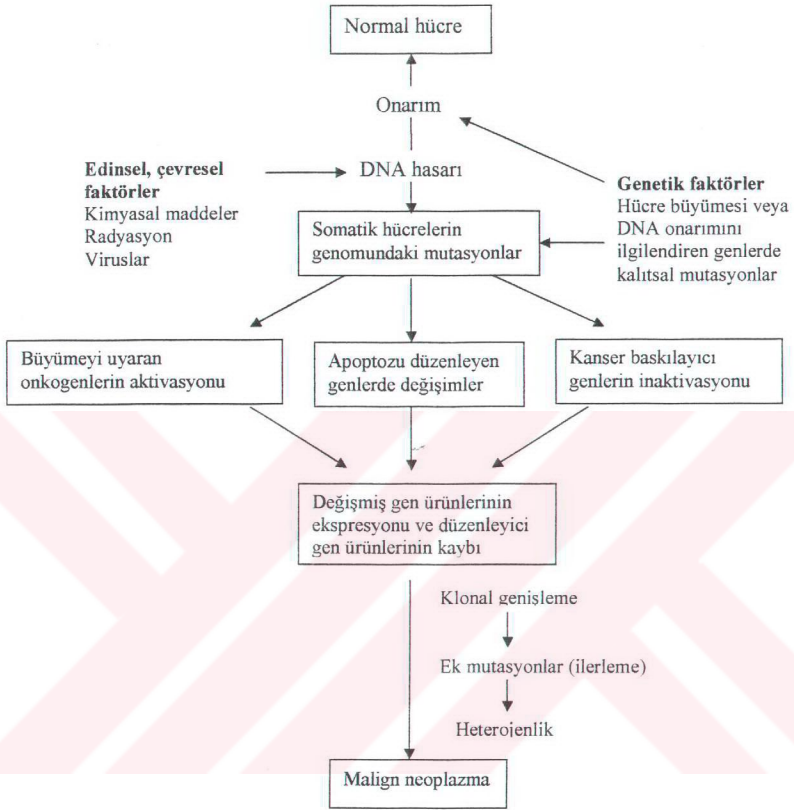 Normal hücre
Onarım
DNA hasarı
Edinsel, çevresel
faktörler
Kimyasal maddeler
Radyasyon
Viruslar
Genetik faktörler
Hücre büyümesi veya
DNA onarımını
ilgilendiren genlerde
kalıtsal mutasyonlar
Somatik hücrelerin
genomundaki mutasyonlar
Büyümeyi uyaran
onkogenlerin aktivasyonu
Apoptozu düzenleyen
genlerde değişimler
Kanser baskılayıcı
genlerin inaktivasyonu
Değişmiş gen ürünlerinin
ekspresyonu ve düzenleyici
gen ürünlerinin kaybı
Klonal genişleme
Ek mutasyonlar (ilerleme)
Heterojenlik
Malign neoplazma